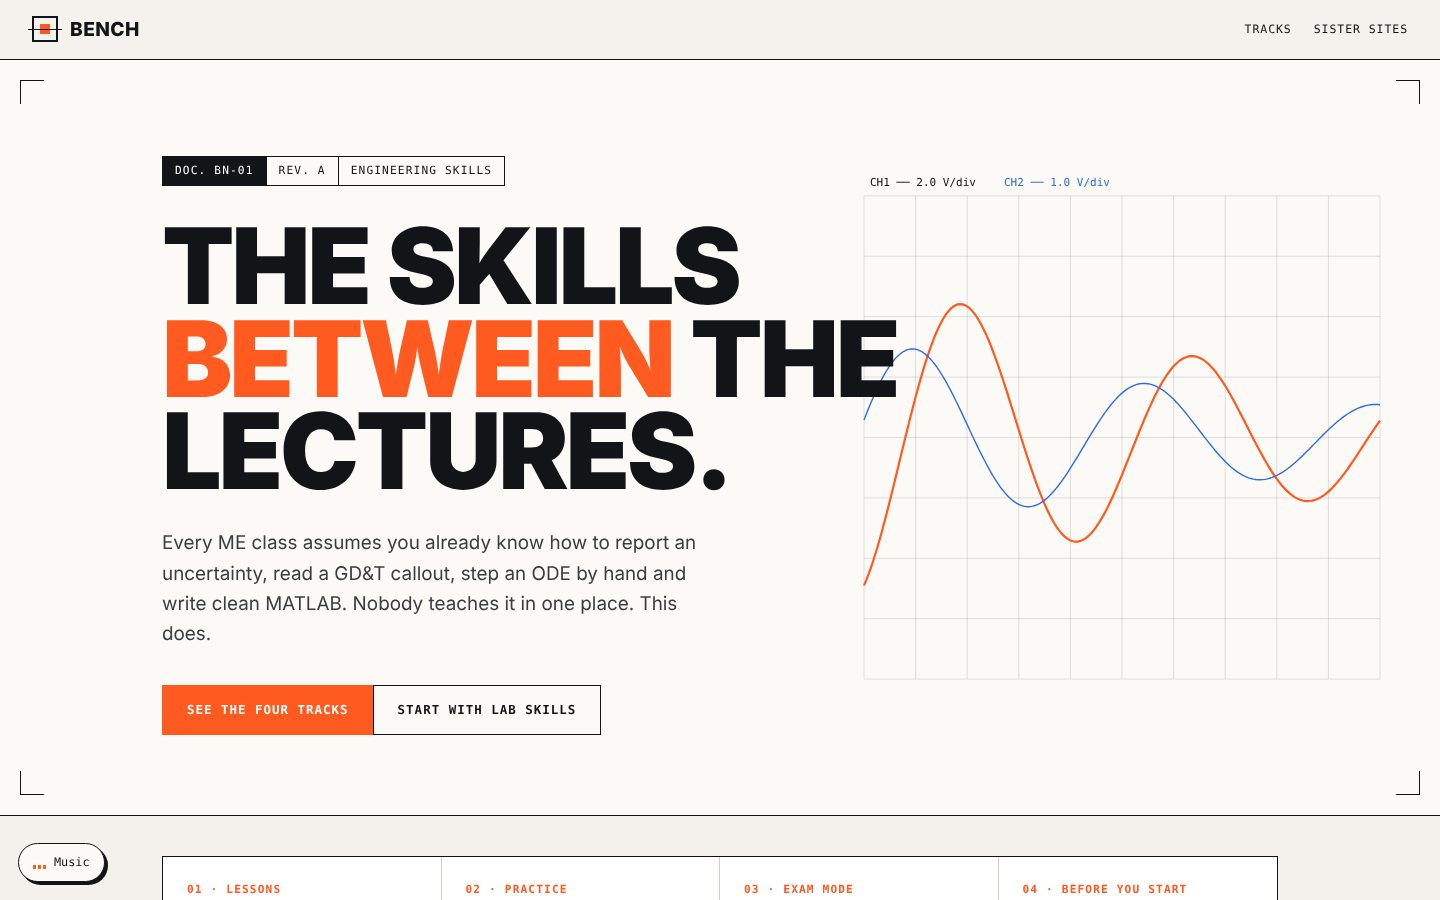 BENCH
TRACKS SISTER SITES
DOC. BN-01 REV. A ENGINEERING SKILLS
CH1 — 2.0 V/div CH2 — 1.0 V/div
THE SKILLS
BETWEEN THE
LECTURES.
Every ME class assumes you already know how to report an
uncertainty, read a GD&T callout, step an ODE by hand and
write clean MATLAB. Nobody teaches it in one place. This
does.
SEE THE FOUR TRACKS START WITH LAB SKILLS
Music
01 · LESSONS 02 · PRACTICE 03 · EXAM MODE 04 · BEFORE YOU START